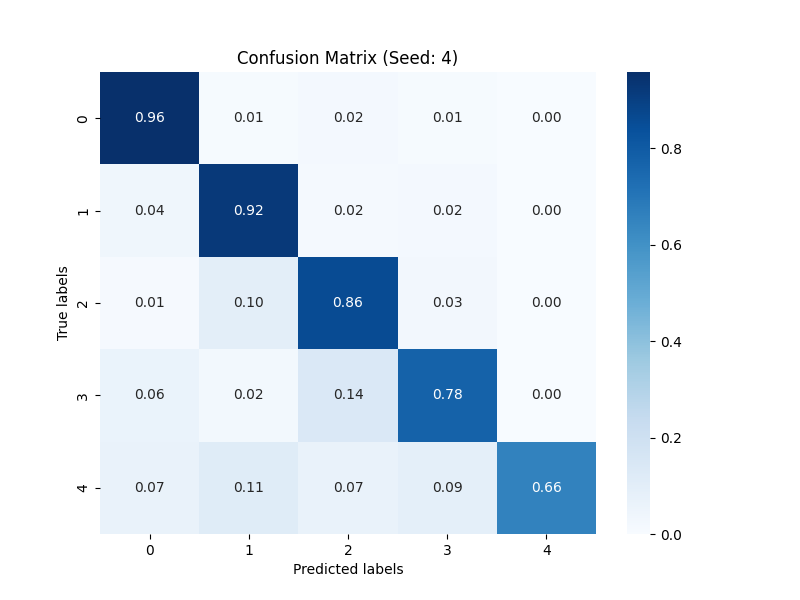 Confusion Matrix (Seed: 4)
0 0.96 0.01 0.02 0.01 0.00
1 0.04 0.92 0.02 0.02 0.00
2 0.01 0.10 0.86 0.03 0.00
3 0.06 0.02 0.14 0.78 0.00
4 0.07 0.11 0.07 0.09 0.66
0 1 2 3 4
Predicted labels
True labels
0.8
0.6
0.4
0.2
0.0